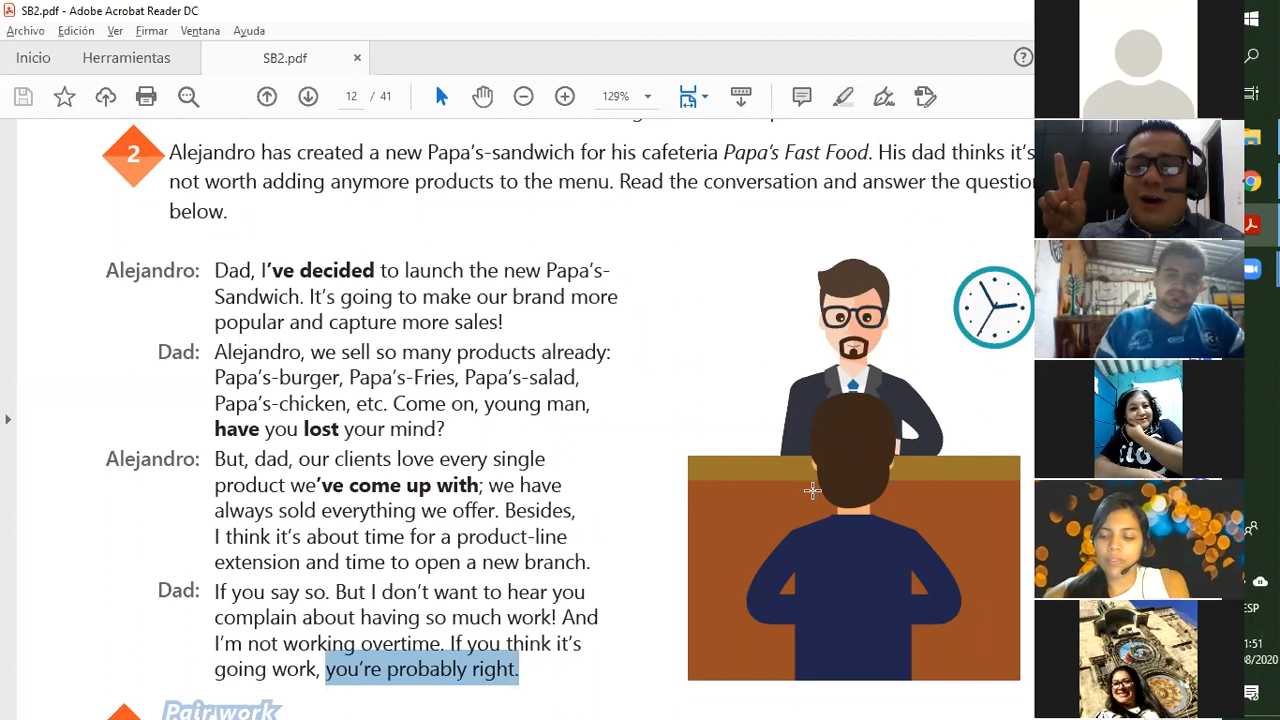 SB2.pdf - Adobe Acrobat Reader DC
Archivo Edición Ver Firmar Ventana Ayuda
Inicio Herramientas SB2.pdf ×
12 / 41 129%
2
Alejandro has created a new Papa's-sandwich for his cafeteria Papa's Fast Food. His dad thinks it's
not worth adding anymore products to the menu. Read the conversation and answer the question
below.
Alejandro: Dad, I've decided to launch the new Papa's-
Sandwich. It's going to make our brand more
popular and capture more sales!
Dad: Alejandro, we sell so many products already:
Papa's-burger, Papa's-Fries, Papa's-salad,
Papa's-chicken, etc. Come on, young man,
have you lost your mind?
Alejandro: But, dad, our clients love every single
product we've come up with; we have
always sold everything we offer. Besides,
I think it's about time for a product-line
extension and time to open a new branch.
Dad: If you say so. But I don't want to hear you
complain about having so much work! And
I'm not working overtime. If you think it's
going work, you're probably right.
Pair work
ESP
1:51
08/2020